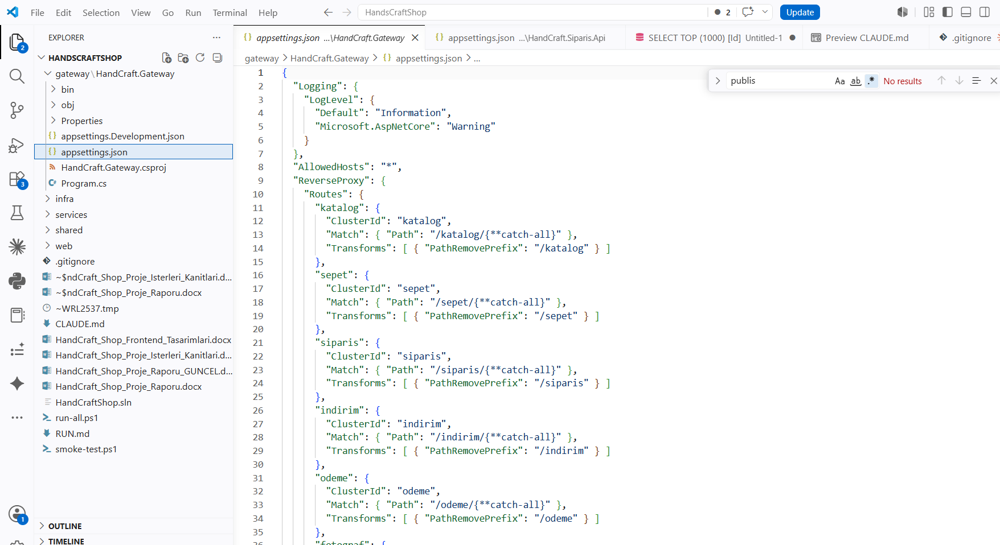 File Edit Selection View Go Run Terminal Help
HandsCraftShop
2
Update
EXPLORER
HANDSCRAFTSHOP
gateway\HandCraft.Gateway
bin
obj
Properties
appsettings.Development.json
appsettings.json
HandCraft.Gateway.csproj
Program.cs
infra
services
shared
web
.gitignore
~$ndCraft_Shop_Proje_Isterleri_Kanitlari.d...
~$ndCraft_Shop_Proje_Raporu.docx
~WRL2537.tmp
CLAUDE.md
HandCraft_Shop_Frontend_Tasarimlari.docx
HandCraft_Shop_Proje_Isterleri_Kanitlari.d...
HandCraft_Shop_Proje_Raporu_GUNCEL.d...
HandCraft_Shop_Proje_Raporu.docx
HandCraftShop.sln
run-all.ps1
RUN.md
smoke-test.ps1
OUTLINE
TIMELINE
2
3
1
appsettings.json ...\HandCraft.Gateway
appsettings.json ...\HandCraft.Siparis.Api
SELECT TOP (1000) [Id] Untitled-1
Preview CLAUDE.md
.gitignore
gateway > HandCraft.Gateway > {} appsettings.json > ...
publis Aa ab .* No results
1 {
2 "Logging": {
3 "LogLevel": {
4 "Default": "Information",
5 "Microsoft.AspNetCore": "Warning"
6 }
7 },
8 "AllowedHosts": "*",
9 "ReverseProxy": {
10 "Routes": {
11 "katalog": {
12 "ClusterId": "katalog",
13 "Match": { "Path": "/katalog/{**catch-all}" },
14 "Transforms": [ { "PathRemovePrefix": "/katalog" } ]
15 },
16 "sepet": {
17 "ClusterId": "sepet",
18 "Match": { "Path": "/sepet/{**catch-all}" },
19 "Transforms": [ { "PathRemovePrefix": "/sepet" } ]
20 },
21 "siparis": {
22 "ClusterId": "siparis",
23 "Match": { "Path": "/siparis/{**catch-all}" },
24 "Transforms": [ { "PathRemovePrefix": "/siparis" } ]
25 },
26 "indirim": {
27 "ClusterId": "indirim",
28 "Match": { "Path": "/indirim/{**catch-all}" },
29 "Transforms": [ { "PathRemovePrefix": "/indirim" } ]
30 },
31 "odeme": {
32 "ClusterId": "odeme",
33 "Match": { "Path": "/odeme/{**catch-all}" },
34 "Transforms": [ { "PathRemovePrefix": "/odeme" } ]
35 },
36 "fotograf": {